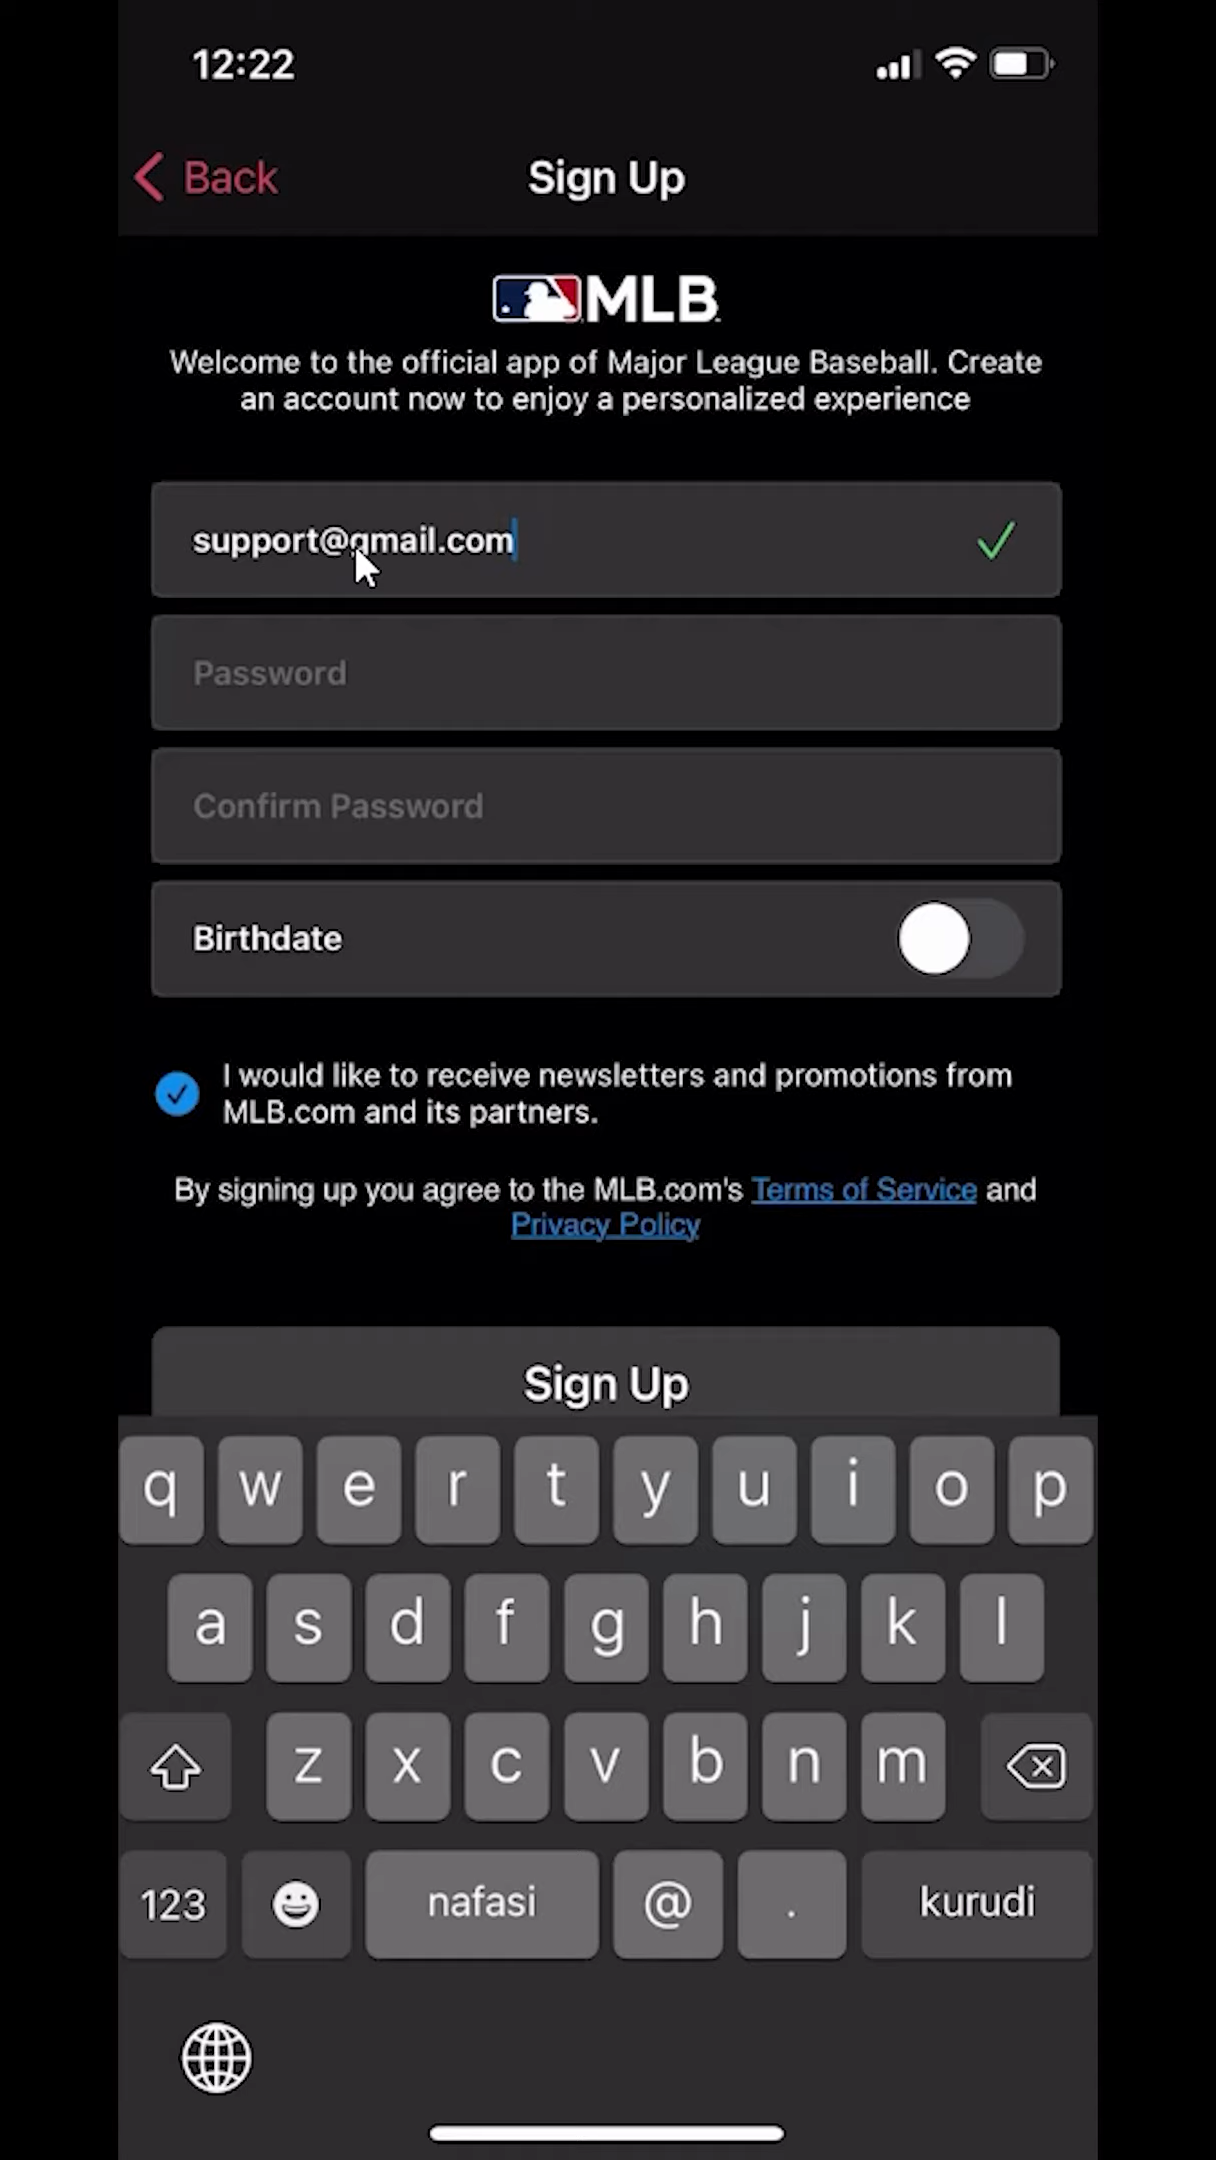 12:22
Back
Sign Up
MLB
Welcome to the official app of Major League Baseball. Create
an account now to enjoy a personalized experience
support@gmail.com
Password
Confirm Password
Birthdate
I would like to receive newsletters and promotions from
MLB.com and its partners.
By signing up you agree to the MLB.com's Terms of Service and
Privacy Policy
Sign Up
q w e r t y u i o p
a s d f g h j k l
z x c v b n m
123 nafasi @ . kurudi